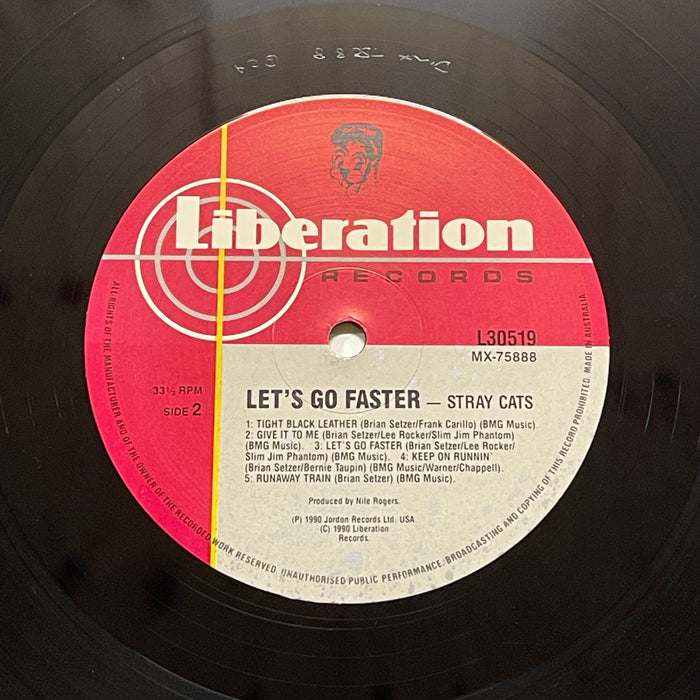 Liberation
RECORDS
L30519
MX-75888
33⅓ RPM
SIDE 2
LET'S GO FASTER — STRAY CATS
1: TIGHT BLACK LEATHER (Brian Setzer/Frank Carillo) (BMG Music).
2: GIVE IT TO ME (Brian Setzer/Lee Rocker/Slim Jim Phantom)
(BMG Music). 3: LET'S GO FASTER (Brian Setzer/Lee Rocker/
Slim Jim Phantom) (BMG Music). 4: KEEP ON RUNNIN'
(Brian Setzer/Bernie Taupin) (BMG Music/Warner/Chappell).
5: RUNAWAY TRAIN (Brian Setzer) (BMG Music).
Produced by Nile Rogers.
(P) 1990 Jordon Records Ltd. USA.
(C) 1990 Liberation
Records.
ALL RIGHTS OF THE MANUFACTURER AND OF THE OWNER OF THE RECORDED WORK RESERVED. UNAUTHORISED PUBLIC PERFORMANCE, BROADCASTING AND COPYING OF THIS RECORD PROHIBITED. MADE IN AUSTRALIA.